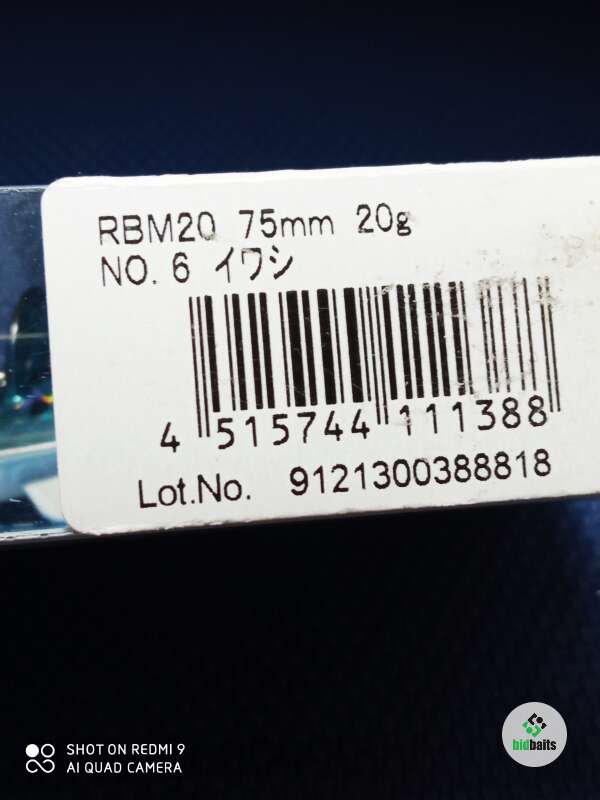 RBM20 75mm 20g
NO. 6 イワシ
4 515744 111388
Lot.No. 9121300388818
SHOT ON REDMI 9
AI QUAD CAMERA
bidbaits